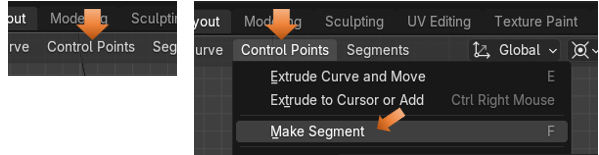 yout Modeling Sculptin
rve Control Points Seg
yout Modeling Sculpting UV Editing Texture Paint
urve Control Points Segments Global
Extrude Curve and Move E
Extrude to Cursor or Add Ctrl Right Mouse
Make Segment F